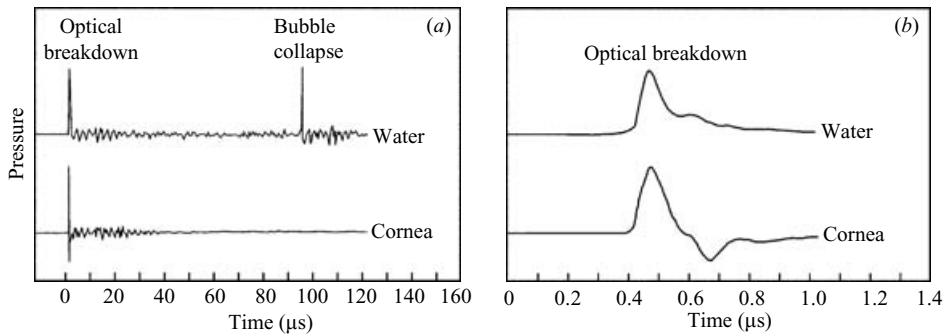 (a)
Optical
breakdown
Bubble
collapse
Water
Cornea
Pressure
0 20 40 60 80 100 120 140 160
Time (μs)
(b)
Optical breakdown
Water
Cornea
0 0.2 0.4 0.6 0.8 1.0 1.2 1.4
Time (μs)